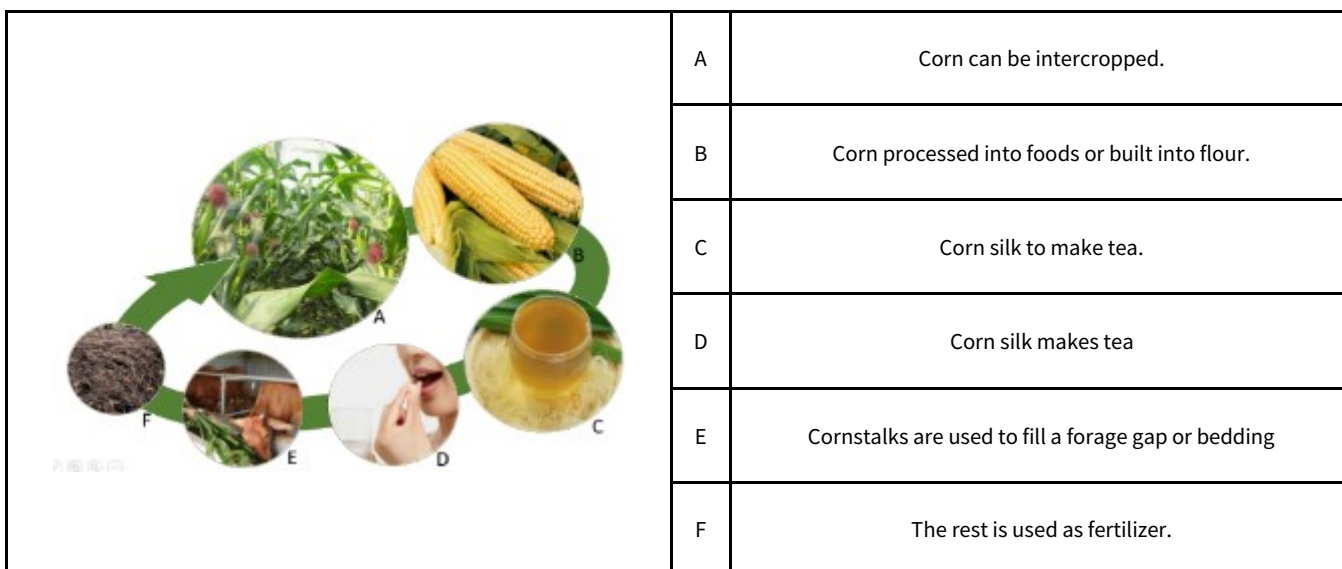 A
Corn can be intercropped.
B
Corn processed into foods or built into flour.
C
Corn silk to make tea.
D
Corn silk makes tea
E
Cornstalks are used to fill a forage gap or bedding
F
The rest is used as fertilizer.
A
B
C
D
E
F